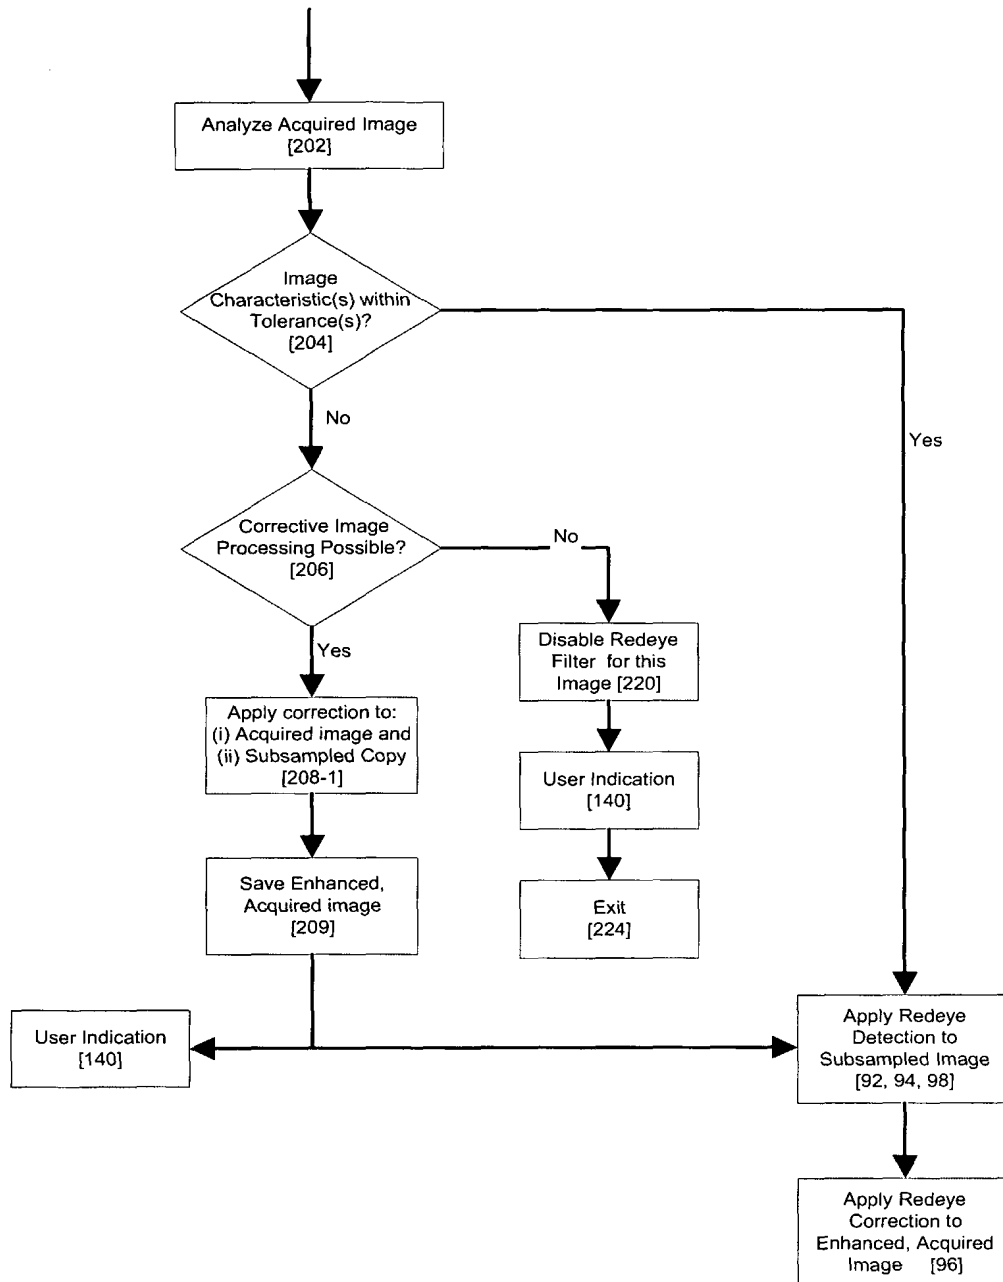 Analyze Acquired Image
[202]
Image
Characteristic(s) within
Tolerance(s)?
[204]
No
Yes
Corrective Image
Processing Possible?
[206]
No
Yes
Disable Redeye
Filter for this
Image [220]
Apply correction to:
(i) Acquired image and
(ii) Subsampled Copy
[208-1]
User Indication
[140]
Save Enhanced,
Acquired image
[209]
Exit
[224]
User Indication
[140]
Apply Redeye
Detection to
Subsampled Image
[92, 94, 98]
Apply Redeye
Correction to
Enhanced, Acquired
Image [96]